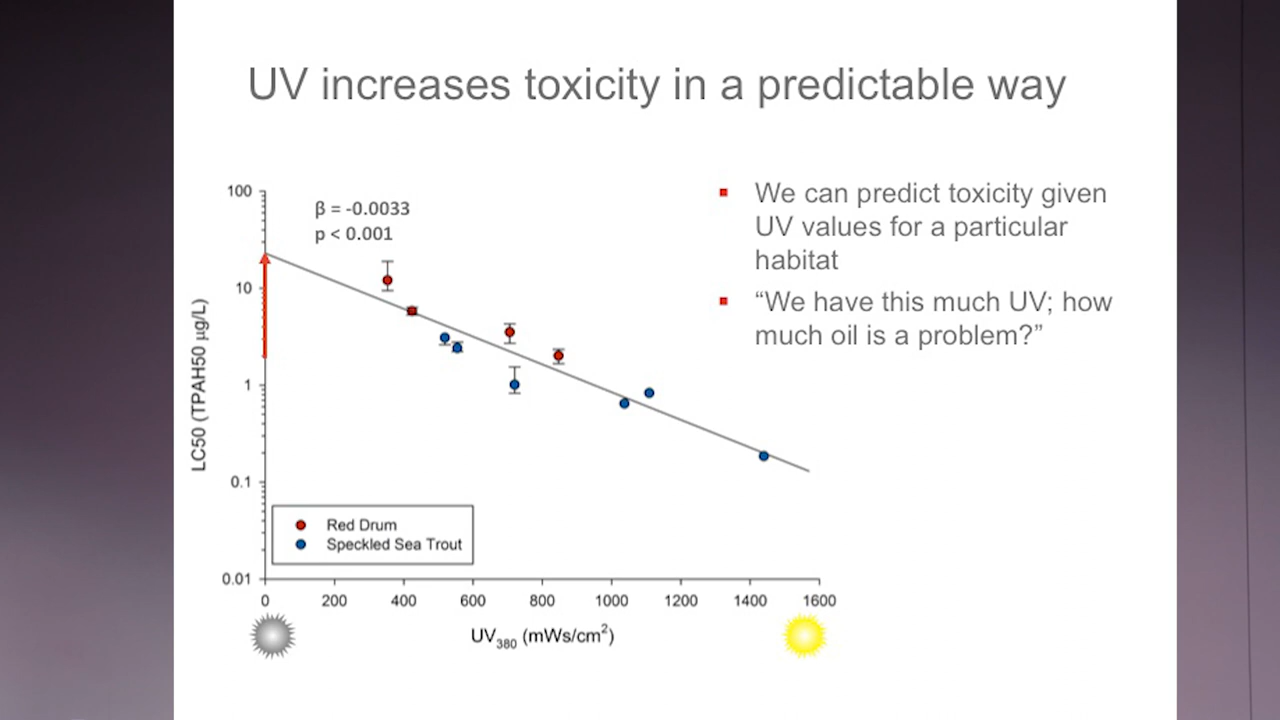 UV increases toxicity in a predictable way
We can predict toxicity given
UV values for a particular
habitat
“We have this much UV; how
much oil is a problem?”
β = -0.0033
p < 0.001
LC50 (TPAH50 µg/L)
100
10
1
0.1
0.01
Red Drum
Speckled Sea Trout
0 200 400 600 800 1000 1200 1400 1600
UV380 (mWs/cm2)